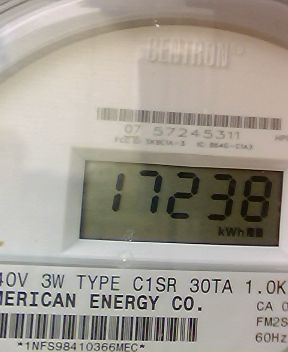 CENTRON
07 57245311
17238
kWh
40V 3W TYPE C1SR 30TA 1.0K
MERICAN ENERGY CO.
CA 0
FM2S
60Hz
*1NFS98410366MEC*